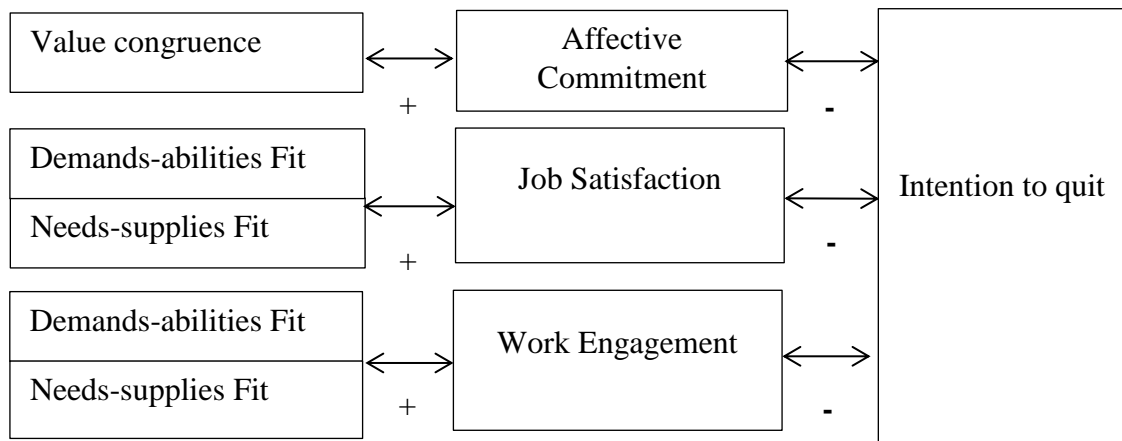 Value congruence
Affective
Commitment
+
-
Demands-abilities Fit
Needs-supplies Fit
Job Satisfaction
Intention to quit
+
-
Demands-abilities Fit
Needs-supplies Fit
Work Engagement
+
-